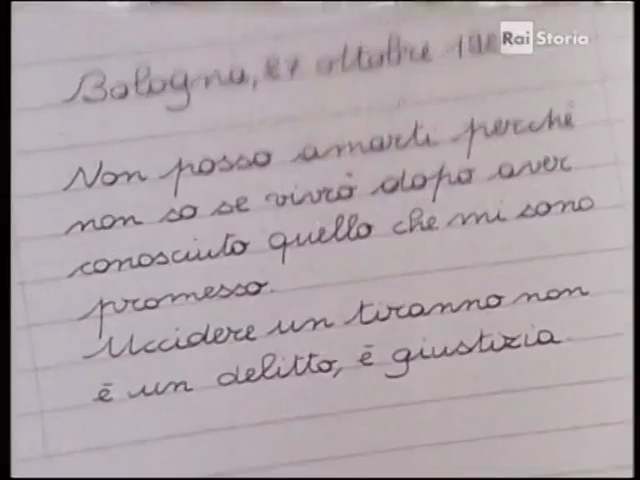 Rai Storia
Bologna, 27 ottobre
Non posso amarti perché
non so se vivrò dopo aver
conosciuto quello che mi sono
promesso.
Uccidere un tiranno non
é un delitto, é giustizia.